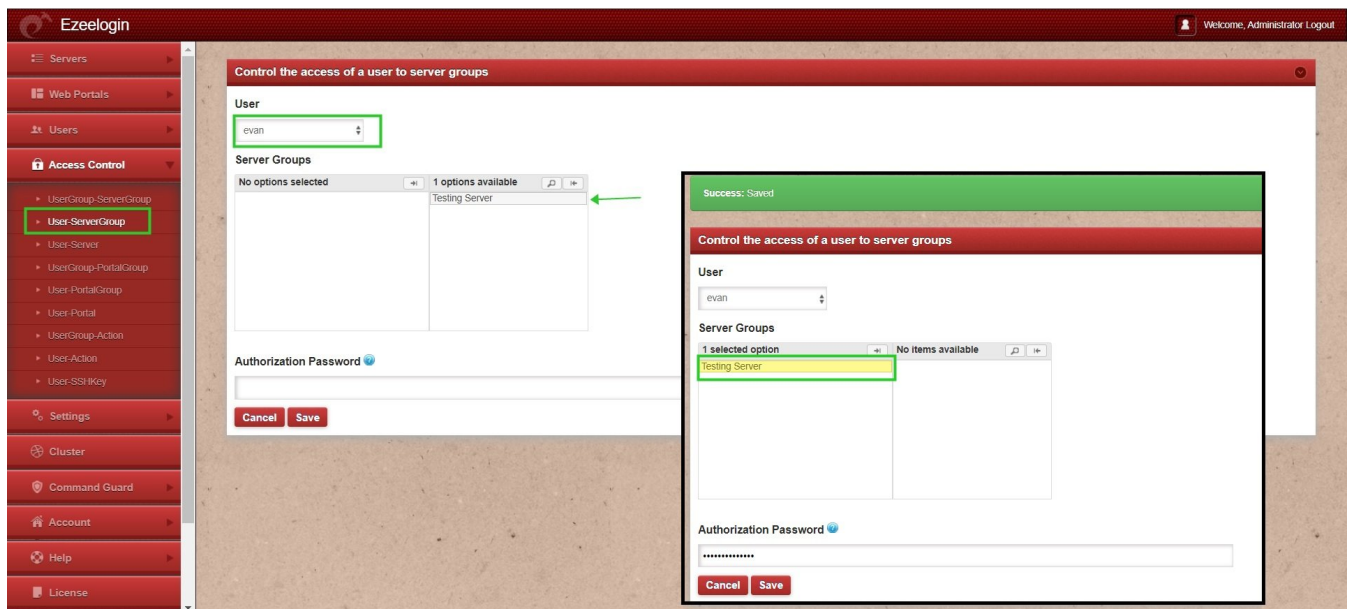 Ezeelogin
Welcome, Administrator Logout
Servers
Web Portals
Users
Access Control
UserGroup-ServerGroup
User-ServerGroup
User-Server
UserGroup-PortalGroup
User-PortalGroup
User-Portal
UserGroup-Action
User-Action
User-SSHKey
Settings
Cluster
Command Guard
Account
Help
License
Control the access of a user to server groups
User
evan
Server Groups
No options selected
1 options available
Testing Server
Authorization Password
Cancel Save
Success: Saved
Control the access of a user to server groups
User
evan
Server Groups
1 selected option
No items available
Testing Server
Authorization Password
••••••••••••••
Cancel Save